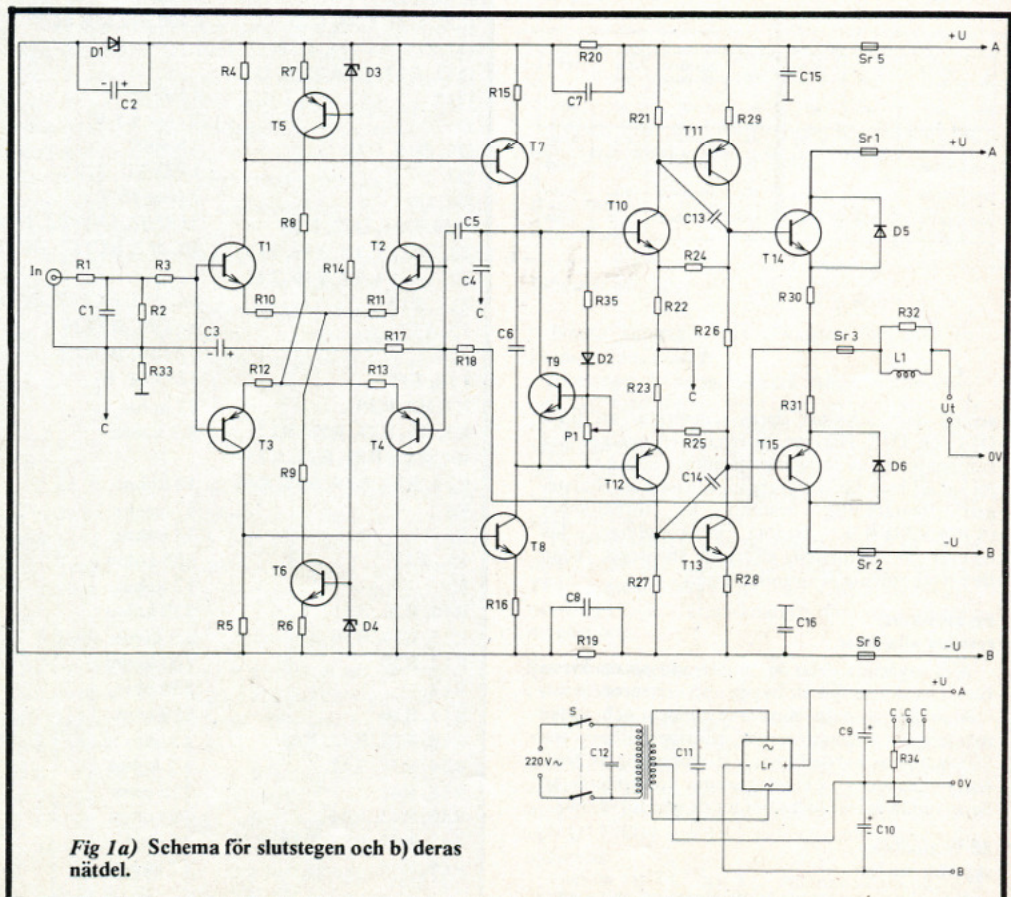 +U
A
D1
R4
R7
D3
R20
Sr 5
C2
C7
C15
R15
T5
R21
T11
R29
Sr 1
+U
A
T7
R8
T10
C13
C5
T14
D5
T1
T2
R14
R24
In
R1
R3
C4
R30
R35
R22
C
R10
R11
R32
C1
R2
C3
R17
C6
R26
Sr 3
R18
T9
D2
L1
R33
R12
R13
R23
C
R31
Ut
P1
R25
C
T3
T4
T12
C14
T15
D6
0V
R9
-U
B
T8
T13
Sr 2
T6
C8
R27
R28
R16
R5
R6
D4
C16
R19
Sr 6
-U
B
+U
A
S
C C C
C9
220 V~
C12
C11
~
- Lr +
~
R34
0V
C10
B
Fig 1a) Schema för slutstegen och b) deras
nätdel.